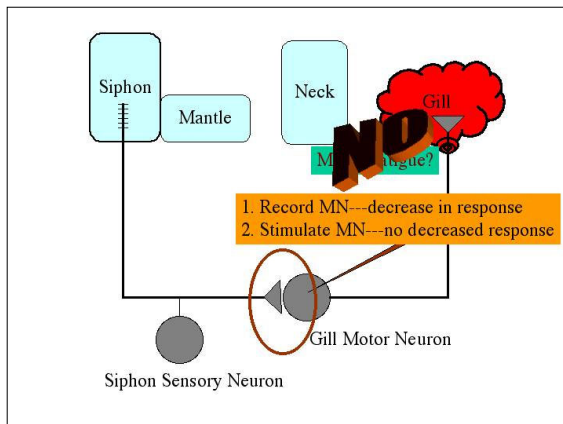 Siphon
Mantle
Neck
Gill
NO
1. Record MN---decrease in response
2. Stimulate MN---no decreased response
Gill Motor Neuron
Siphon Sensory Neuron